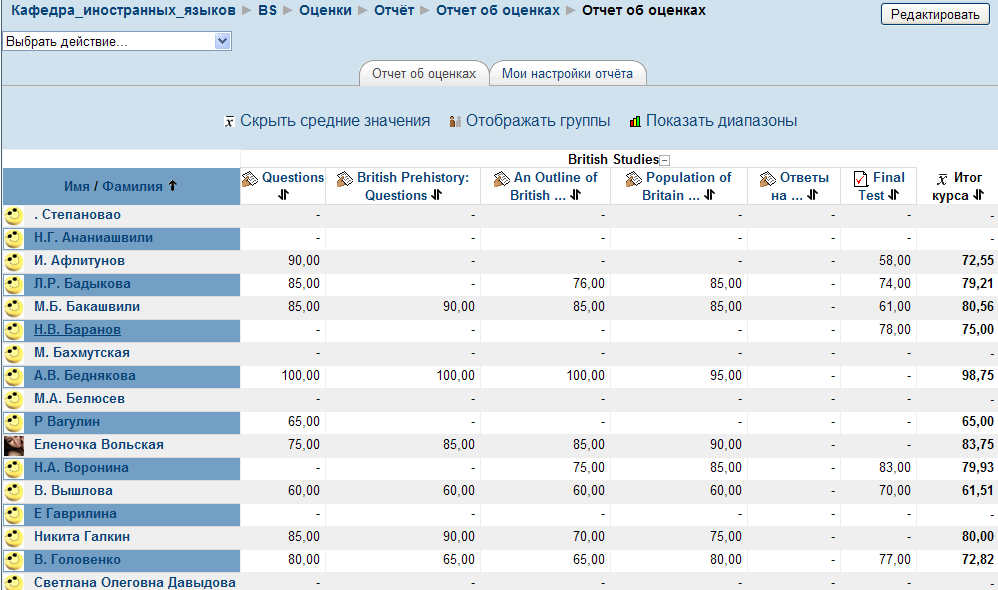 Кафедра_иностранных_языков ► BS ► Оценки ► Отчёт ► Отчет об оценках ► Отчет об оценках
Редактировать
Выбрать действие...
Отчет об оценках Мои настройки отчёта
Скрыть средние значения Отображать группы Показать диапазоны
British Studies
Имя / Фамилия ↑ Questions British Prehistory: Questions An Outline of British ... Population of Britain ... Ответы на ... Final Test Итог курса
. Степановао - - - - - - -
Н.Г. Ананиашвили - - - - - - -
И. Афлитунов 90,00 - - - - 58,00 72,55
Л.Р. Бадыкова 85,00 - 76,00 85,00 - 74,00 79,21
М.Б. Бакашвили 85,00 90,00 85,00 85,00 - 61,00 80,56
Н.В. Баранов - - - - - 78,00 75,00
М. Бахмутская - - - - - - -
А.В. Беднякова 100,00 100,00 100,00 95,00 - - 98,75
М.А. Белюсев - - - - - - -
Р Вагулин 65,00 - - - - - 65,00
Еленочка Вольская 75,00 85,00 85,00 90,00 - - 83,75
Н.А. Воронина - - 75,00 85,00 - 83,00 79,93
В. Вышлова 60,00 60,00 60,00 60,00 - 70,00 61,51
Е Гаврилина - - - - - - -
Никита Галкин 85,00 90,00 70,00 75,00 - - 80,00
В. Головенко 80,00 65,00 65,00 80,00 - 77,00 72,82
Светлана Олеговна Давыдова - - - - - - -